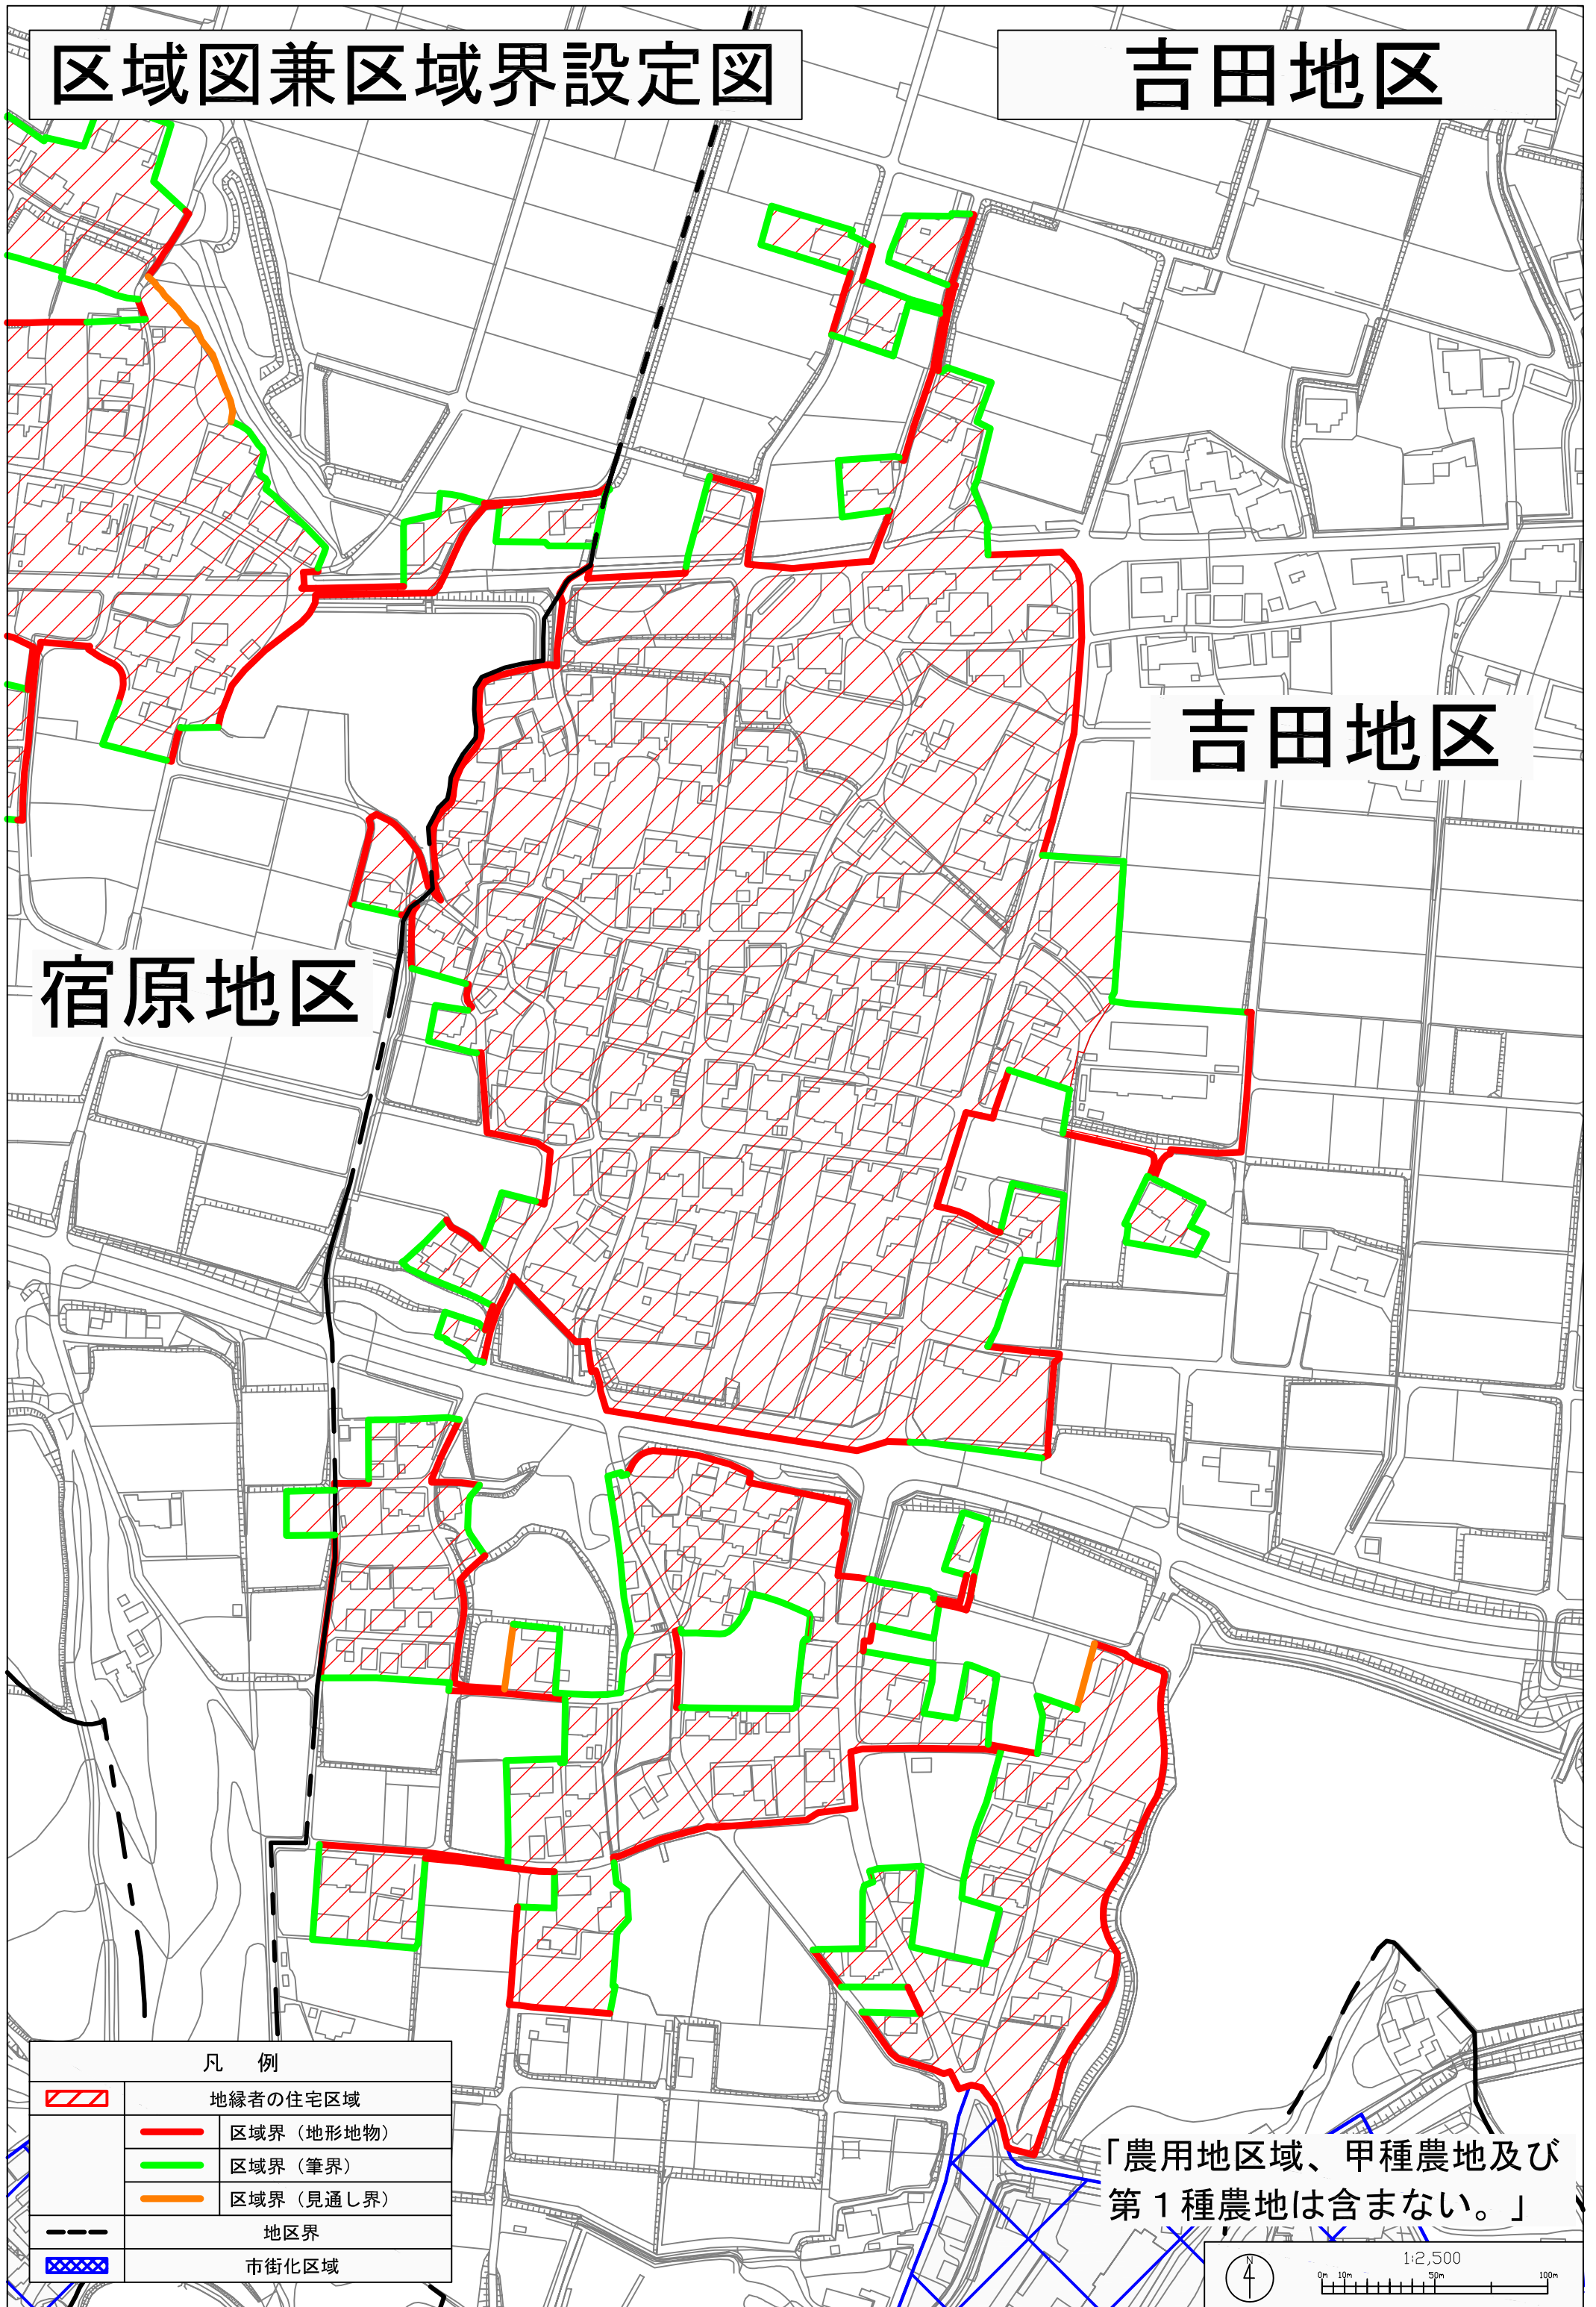 区域図兼区域界設定図
吉田地区
吉田地区
宿原地区
凡　例
地縁者の住宅区域
区域界（地形地物）
区域界（筆界）
区域界（見通し界）
地区界
市街化区域
「農用地区域、甲種農地及び
第１種農地は含まない。」
N
1:2,500
0m 10m 50m 100m